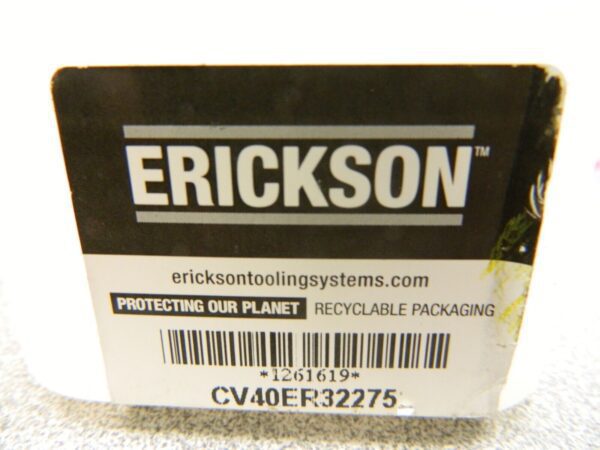 ERICKSON™
ericksontoolingsystems.com
PROTECTING OUR PLANET RECYCLABLE PACKAGING
*1261619*
CV40ER32275